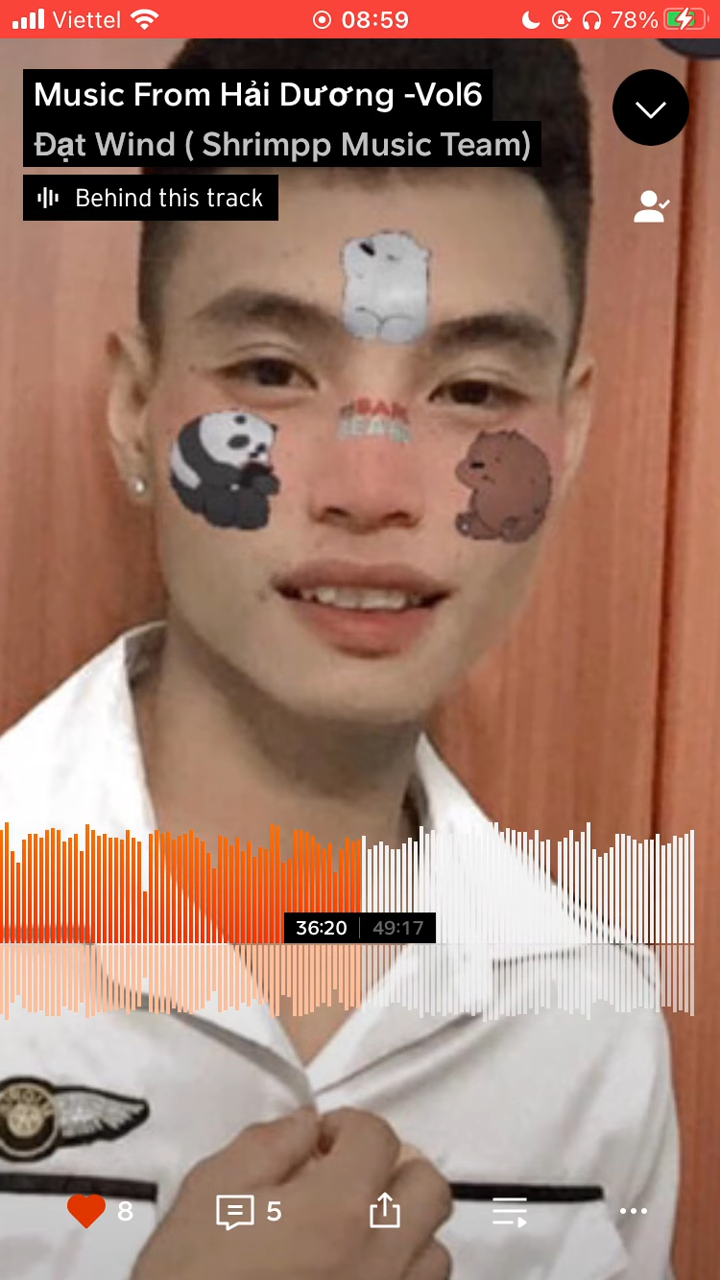 Viettel 08:59 78%
Music From Hải Dương -Vol6
Đạt Wind ( Shrimpp Music Team)
Behind this track
36:20 49:17
8 5